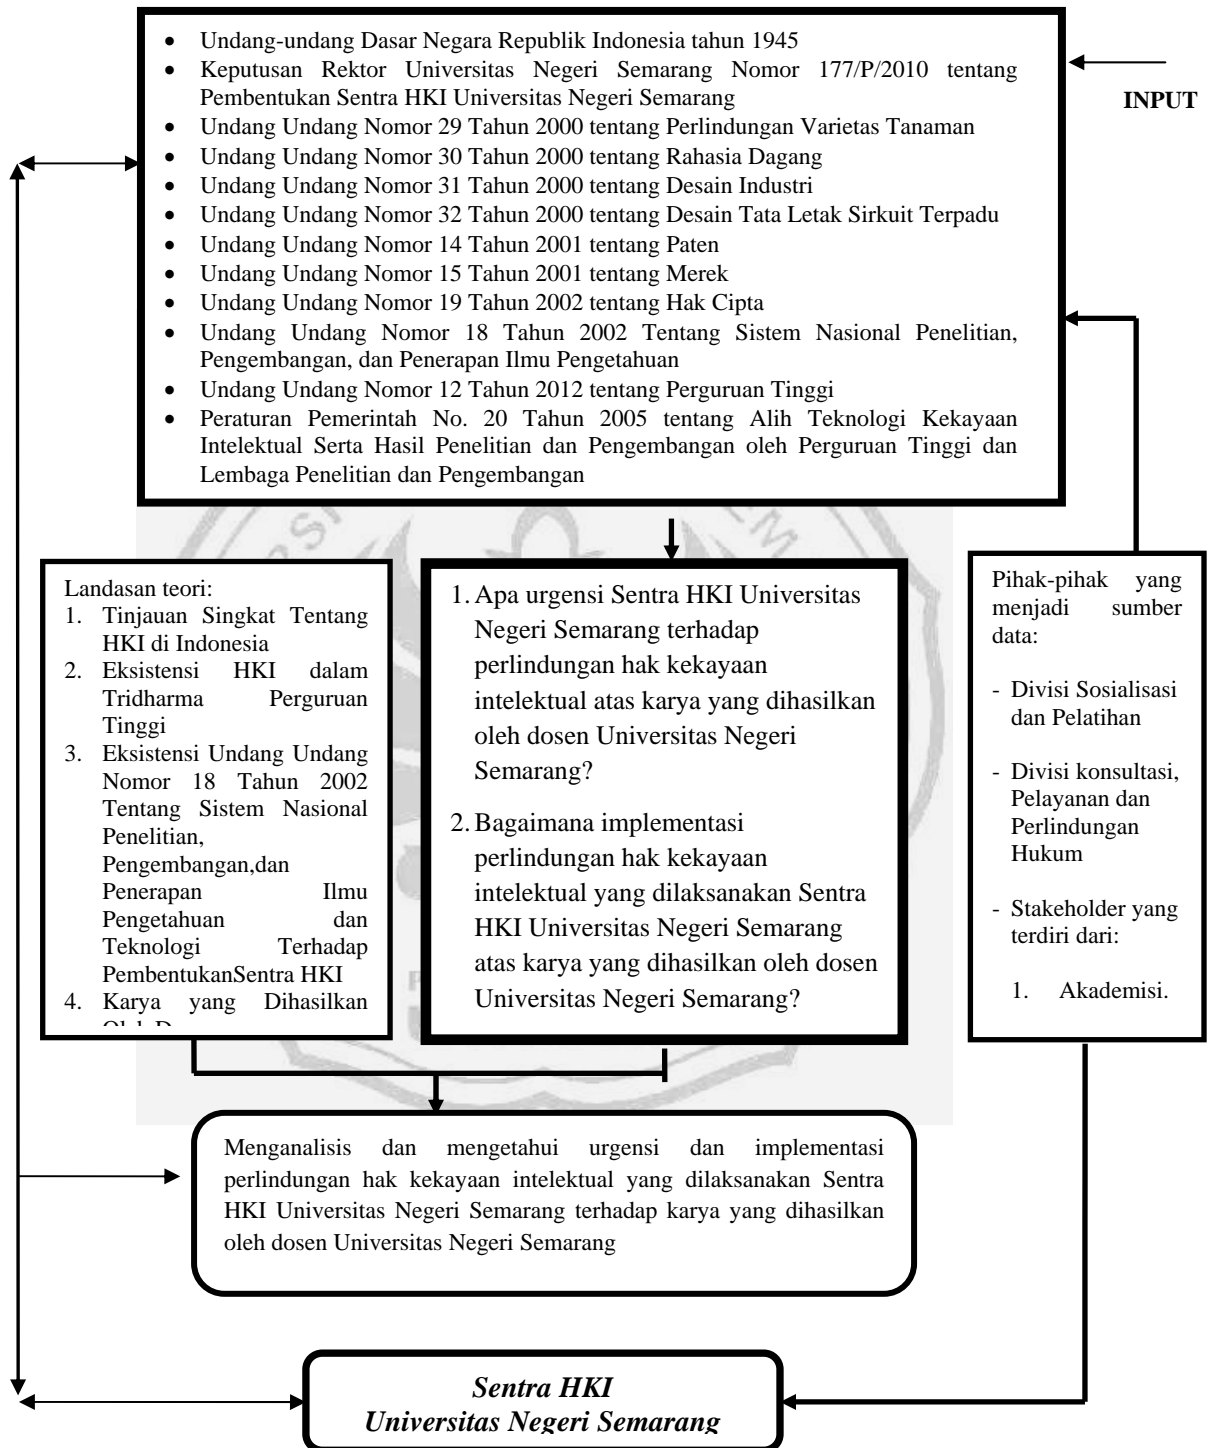 • Undang-undang Dasar Negara Republik Indonesia tahun 1945
• Keputusan Rektor Universitas Negeri Semarang Nomor 177/P/2010 tentang
Pembentukan Sentra HKI Universitas Negeri Semarang
• Undang Undang Nomor 29 Tahun 2000 tentang Perlindungan Varietas Tanaman
• Undang Undang Nomor 30 Tahun 2000 tentang Rahasia Dagang
• Undang Undang Nomor 31 Tahun 2000 tentang Desain Industri
• Undang Undang Nomor 32 Tahun 2000 tentang Desain Tata Letak Sirkuit Terpadu
• Undang Undang Nomor 14 Tahun 2001 tentang Paten
• Undang Undang Nomor 15 Tahun 2001 tentang Merek
• Undang Undang Nomor 19 Tahun 2002 tentang Hak Cipta
• Undang Undang Nomor 18 Tahun 2002 Tentang Sistem Nasional Penelitian,
Pengembangan, dan Penerapan Ilmu Pengetahuan
• Undang Undang Nomor 12 Tahun 2012 tentang Perguruan Tinggi
• Peraturan Pemerintah No. 20 Tahun 2005 tentang Alih Teknologi Kekayaan
Intelektual Serta Hasil Penelitian dan Pengembangan oleh Perguruan Tinggi dan
Lembaga Penelitian dan Pengembangan
INPUT
Landasan teori:
1. Tinjauan Singkat Tentang
HKI di Indonesia
2. Eksistensi HKI dalam
Tridharma Perguruan
Tinggi
3. Eksistensi Undang Undang
Nomor 18 Tahun 2002
Tentang Sistem Nasional
Penelitian,
Pengembangan,dan
Penerapan Ilmu
Pengetahuan dan
Teknologi Terhadap
PembentukanSentra HKI
4. Karya yang Dihasilkan
1. Apa urgensi Sentra HKI Universitas
Negeri Semarang terhadap
perlindungan hak kekayaan
intelektual atas karya yang dihasilkan
oleh dosen Universitas Negeri
Semarang?
2. Bagaimana implementasi
perlindungan hak kekayaan
intelektual yang dilaksanakan Sentra
HKI Universitas Negeri Semarang
atas karya yang dihasilkan oleh dosen
Universitas Negeri Semarang?
Pihak-pihak yang
menjadi sumber
data:
- Divisi Sosialisasi
dan Pelatihan
- Divisi konsultasi,
Pelayanan dan
Perlindungan
Hukum
- Stakeholder yang
terdiri dari:
1. Akademisi.
Menganalisis dan mengetahui urgensi dan implementasi
perlindungan hak kekayaan intelektual yang dilaksanakan Sentra
HKI Universitas Negeri Semarang terhadap karya yang dihasilkan
oleh dosen Universitas Negeri Semarang
Sentra HKI
Universitas Negeri Semarang